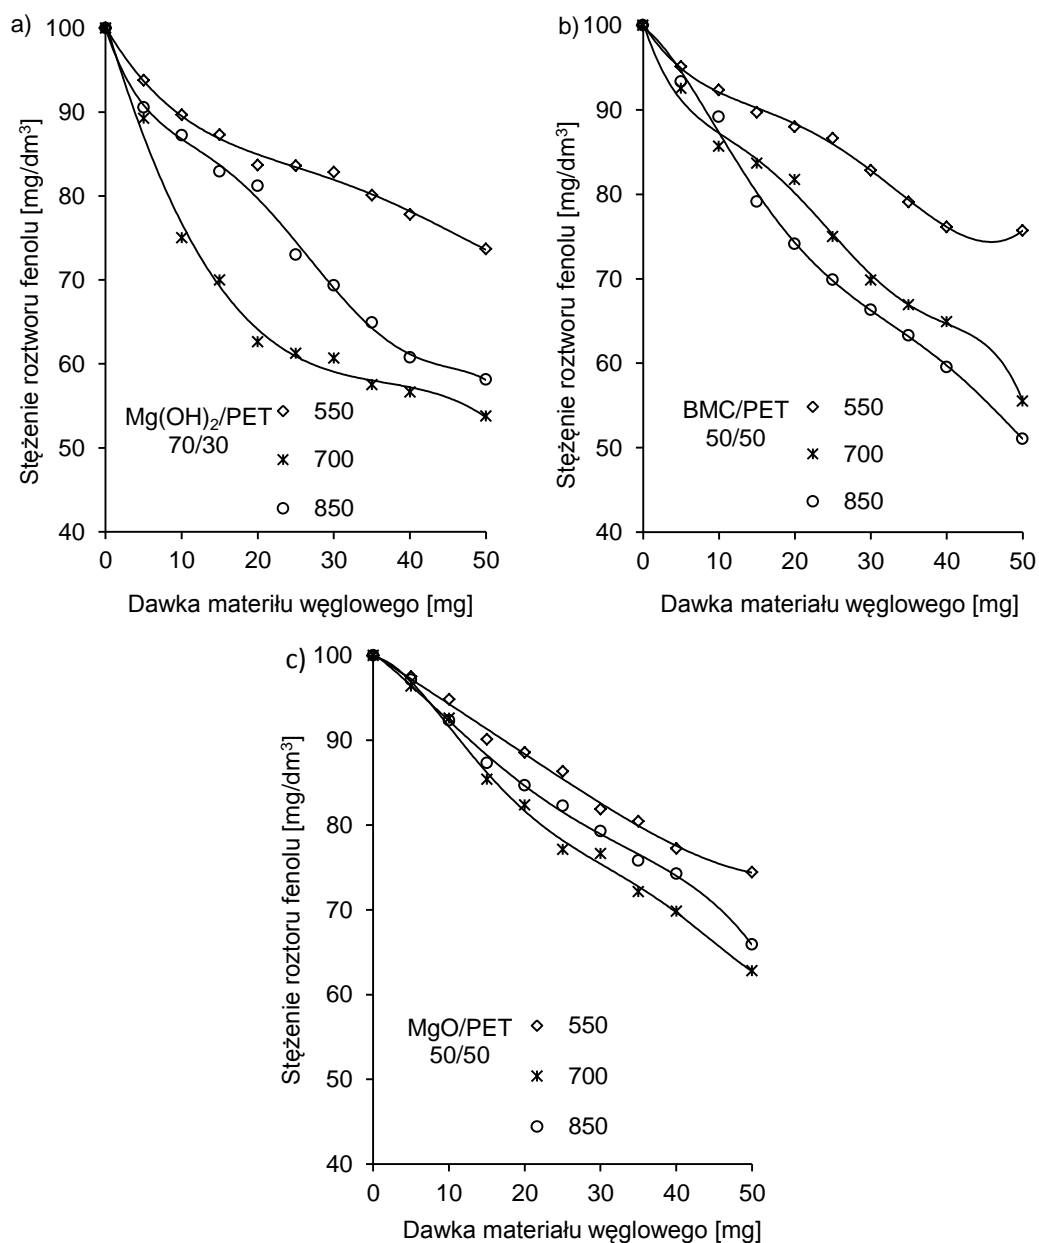 a)
Stężenie roztworu fenolu [mg/dm³]
100
90
80
70
60
50
40
Mg(OH)₂/PET
70/30
550
700
850
0 10 20 30 40 50
Dawka materiłu węglowego [mg]
b)
Stężęnie roztworu fenolu [mg/dm³]
100
90
80
70
60
50
40
BMC/PET
50/50
550
700
850
0 10 20 30 40 50
Dawka materiału węglowego [mg]
c)
Stężenie roztoru fenolu [mg/dm³]
100
90
80
70
60
50
40
MgO/PET
50/50
550
700
850
0 10 20 30 40 50
Dawka materiału węglowego [mg]